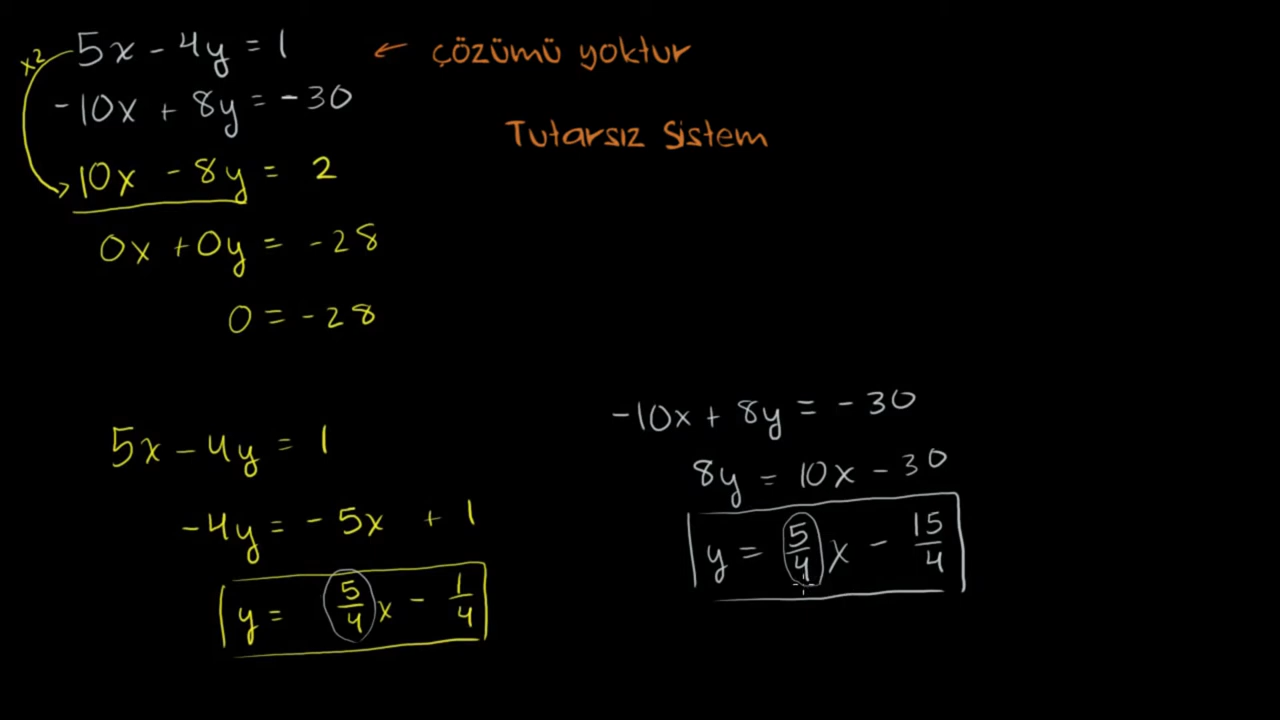 x2
5x - 4y = 1 ← çözümü yoktur
-10x + 8y = -30
Tutarsız Sistem
10x - 8y = 2
0x + 0y = -28
0 = -28
5x - 4y = 1
-4y = -5x + 1
y = 5/4 x - 1/4
-10x + 8y = -30
8y = 10x - 30
y = 5/4 x - 15/4